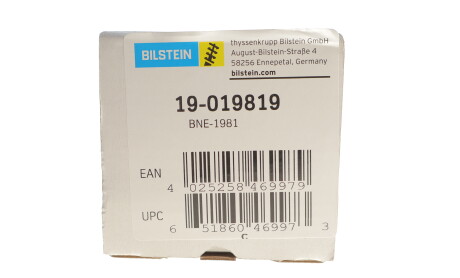 BILSTEIN
thyssenkrupp Bilstein GmbH
August-Bilstein-Straße 4
58256 Ennepetal, Germany
bilstein.com
19-019819
BNE-1981
EAN
4 025258 469979
UPC
6 51860 46997 3
C